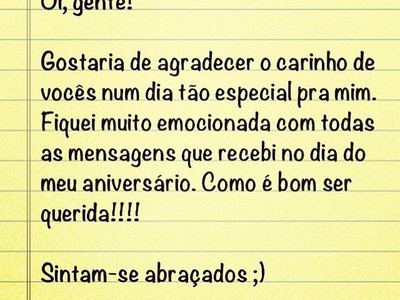 Oi, gente!
Gostaria de agradecer o carinho de
vocês num dia tão especial pra mim.
Fiquei muito emocionada com todas
as mensagens que recebi no dia do
meu aniversário. Como é bom ser
querida!!!!
Sintam-se abraçados ;)